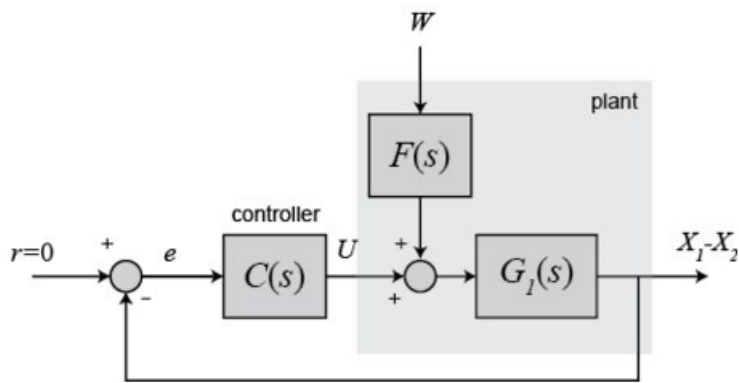 W
plant
F(s)
controller
r=0 + e C(s) U + + G₁(s) X₁-X₂
-